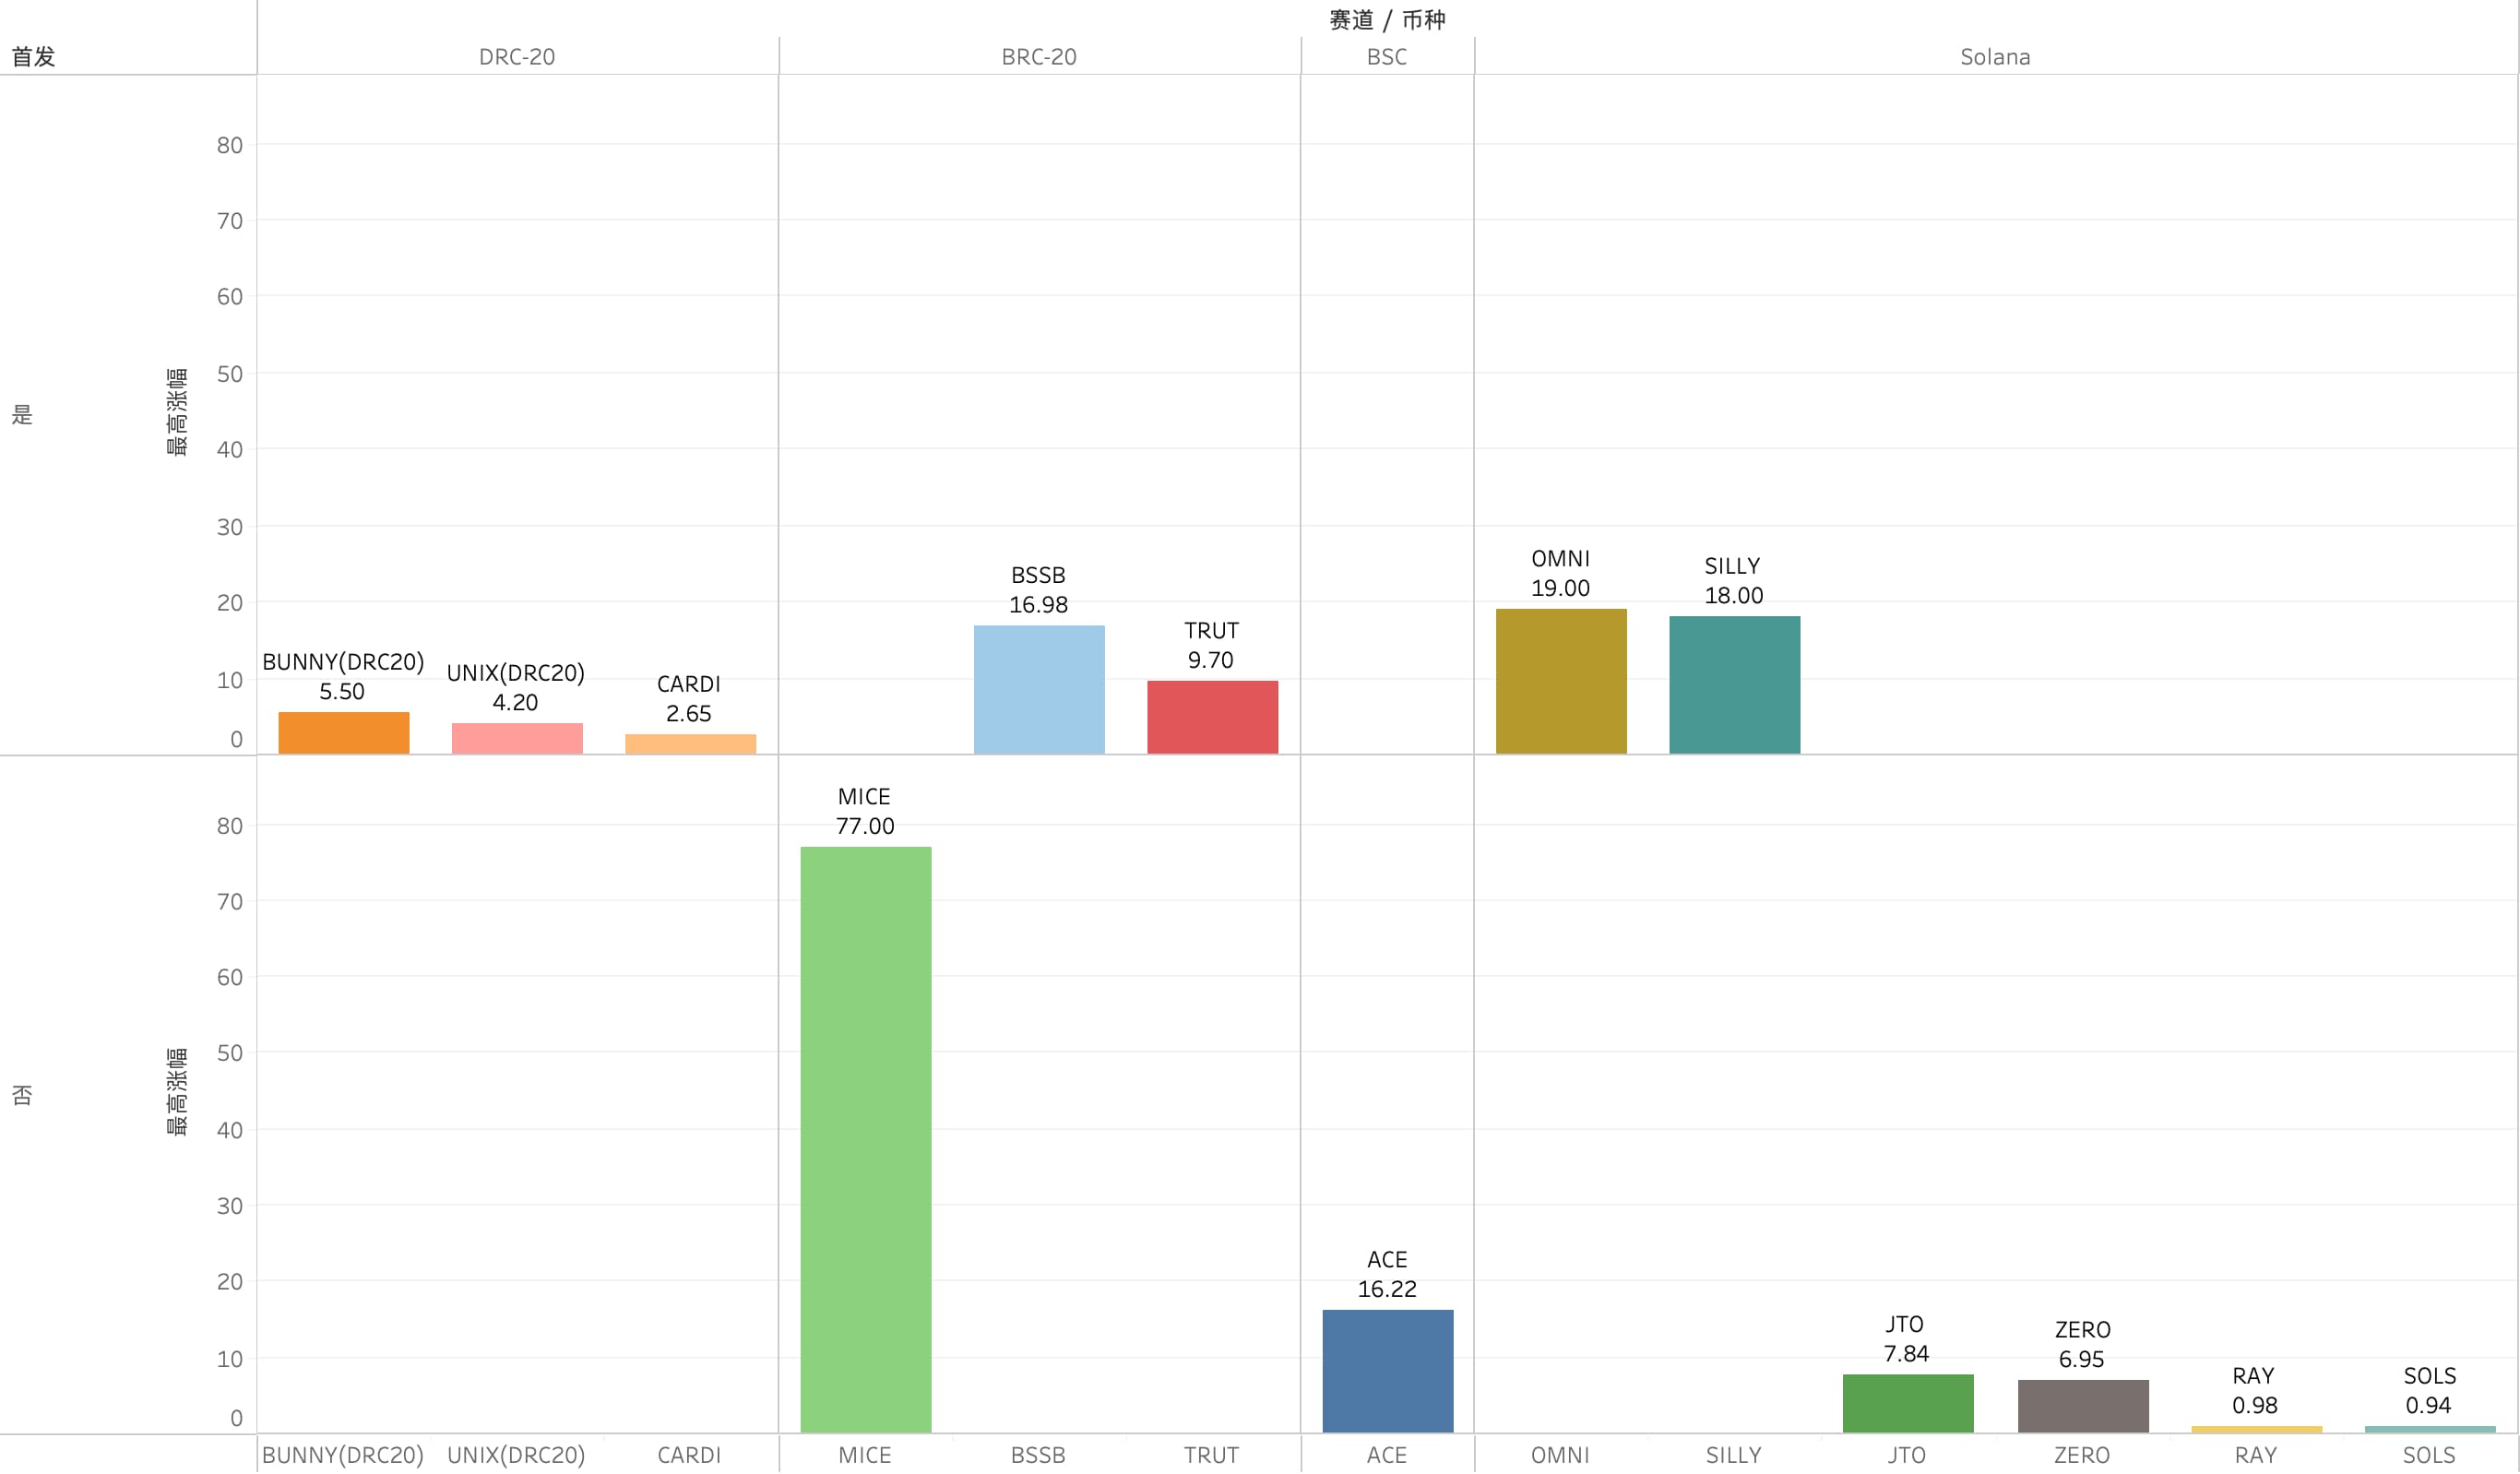 赛道 / 币种
首发
DRC-20
BRC-20
BSC
Solana
是
最高涨幅
80
70
60
50
40
30
20
10
0
BUNNY(DRC20)
5.50
UNIX(DRC20)
4.20
CARDI
2.65
BSSB
16.98
TRUT
9.70
OMNI
19.00
SILLY
18.00
否
最高涨幅
80
70
60
50
40
30
20
10
0
MICE
77.00
ACE
16.22
JTO
7.84
ZERO
6.95
RAY
0.98
SOLS
0.94
BUNNY(DRC20)
UNIX(DRC20)
CARDI
MICE
BSSB
TRUT
ACE
OMNI
SILLY
JTO
ZERO
RAY
SOLS